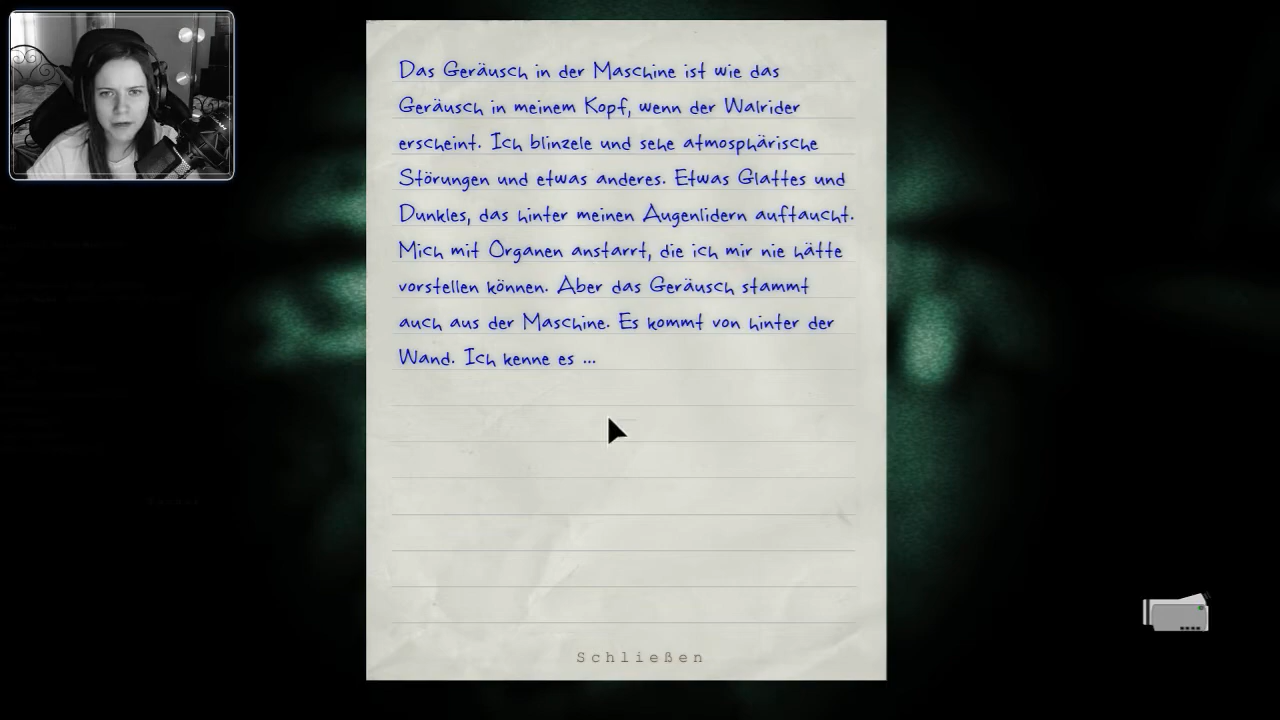 Das Geräusch in der Maschine ist wie das
Geräusch in meinem Kopf, wenn der Walrider
erscheint. Ich blinzele und sehe atmosphärische
Störungen und etwas anderes. Etwas Glattes und
Dunkles, das hinter meinen Augenlidern auftaucht.
Mich mit Organen anstarrt, die ich mir nie hätte
vorstellen können. Aber das Geräusch stammt
auch aus der Maschine. Es kommt von hinter der
Wand. Ich kenne es ...
Schließen